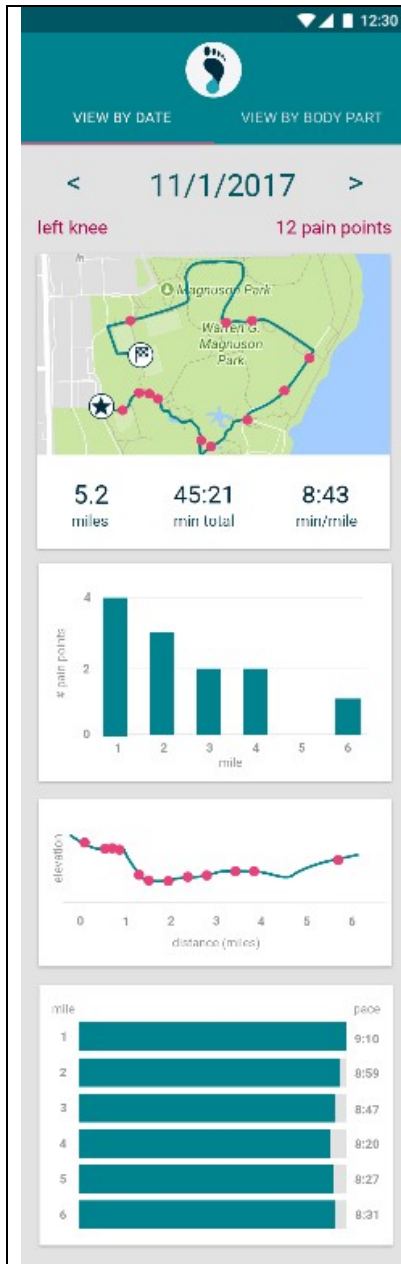 12:30
VIEW BY DATE VIEW BY BODY PART
< 11/1/2017 >
left knee 12 pain points
Magnuson Park
Warren G.
Magnuson
Park
5.2 45:21 8:43
miles min total min/mile
# pain points
4
2
0
1 2 3 4 5 6
mile
elevation
0 1 2 3 4 5 6
distance (miles)
mile pace
1 9:10
2 8:59
3 8:47
4 8:20
5 8:27
6 8:31